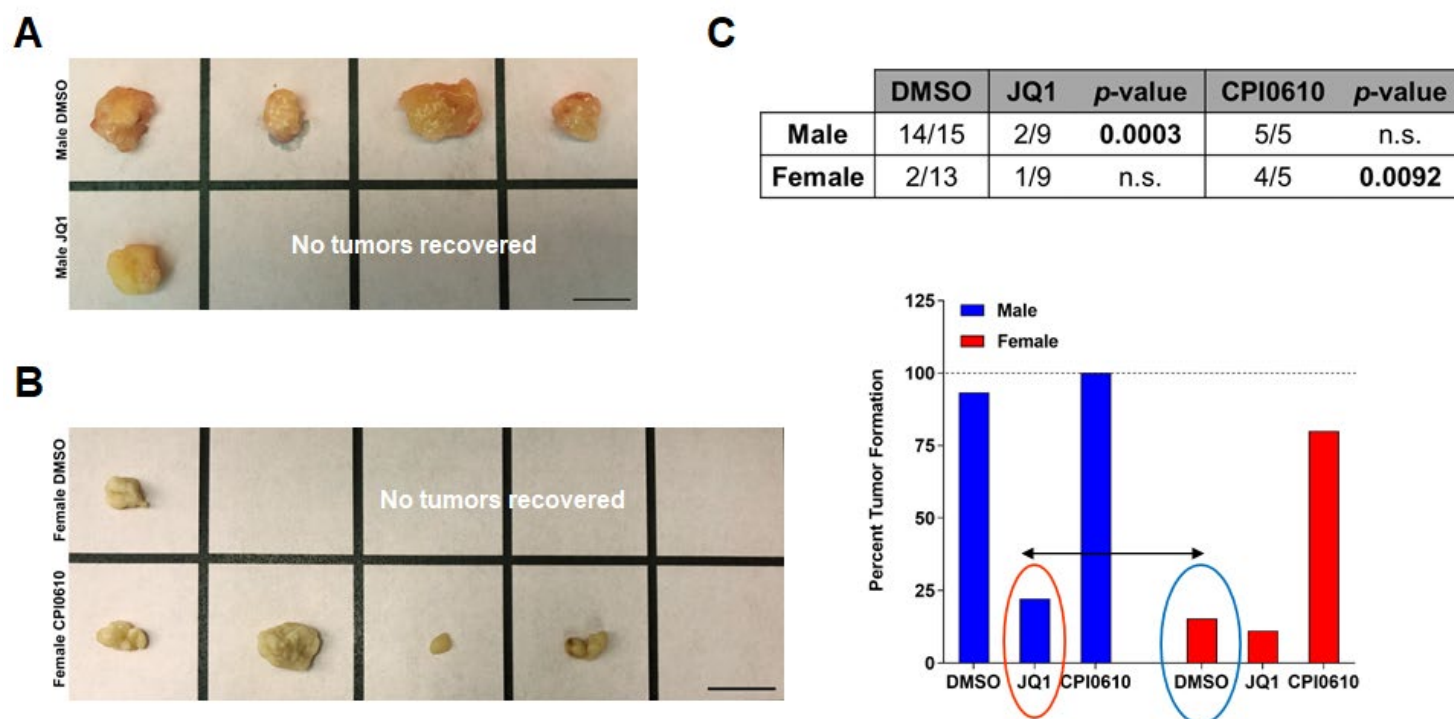 A
Male DMSO
Male JQ1
No tumors recovered
B
Female DMSO
Female CPI0610
No tumors recovered
C
DMSO JQ1 p-value CPI0610 p-value
Male 14/15 2/9 0.0003 5/5 n.s.
Female 2/13 1/9 n.s. 4/5 0.0092
Male
Female
Percent Tumor Formation
125
100
75
50
25
0
DMSO JQ1 CPI0610 DMSO JQ1 CPI0610